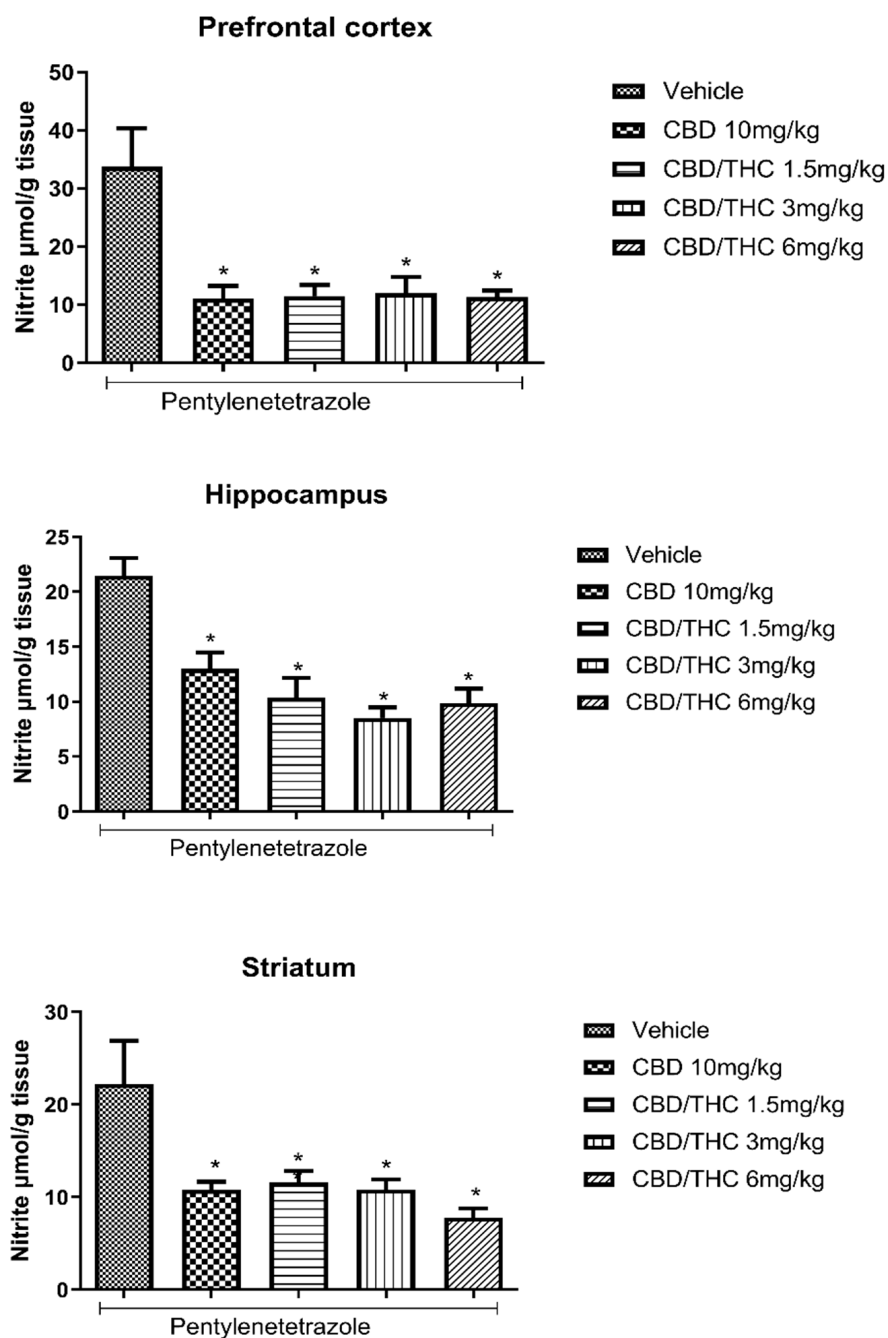 Prefrontal cortex
Nitrite µmol/g tissue
50
40
30
20
10
0
* * * *
Pentylenetetrazole
Vehicle
CBD 10mg/kg
CBD/THC 1.5mg/kg
CBD/THC 3mg/kg
CBD/THC 6mg/kg
Hippocampus
Nitrite µmol/g tissue
25
20
15
10
5
0
* * * *
Pentylenetetrazole
Vehicle
CBD 10mg/kg
CBD/THC 1.5mg/kg
CBD/THC 3mg/kg
CBD/THC 6mg/kg
Striatum
Nitrite µmol/g tissue
30
20
10
0
* * * *
*
Pentylenetetrazole
Vehicle
CBD 10mg/kg
CBD/THC 1.5mg/kg
CBD/THC 3mg/kg
CBD/THC 6mg/kg